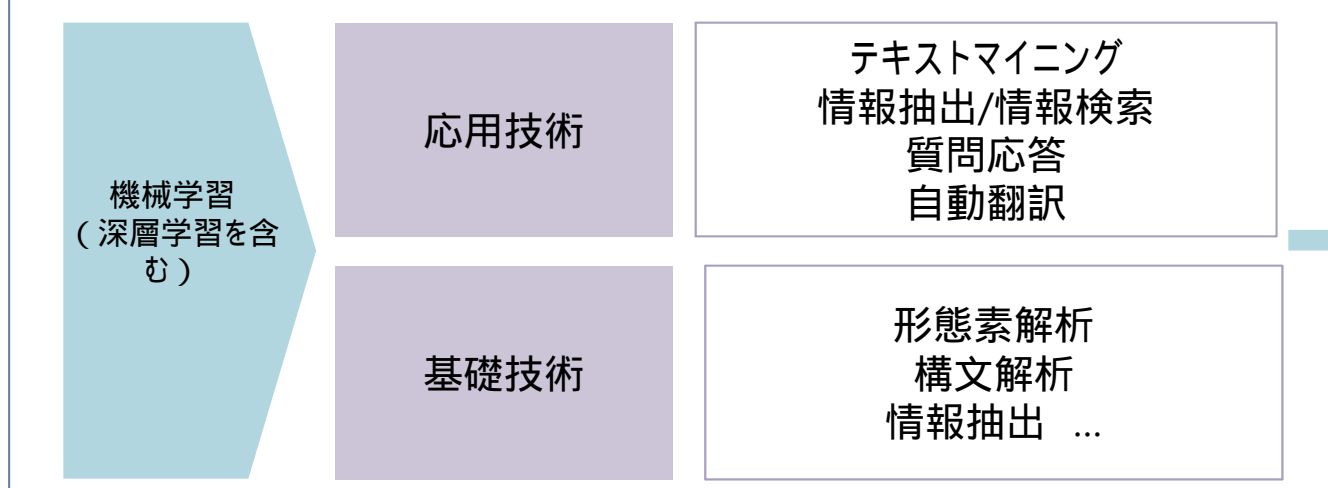 機械学習
(深層学習を含
む)
応用技術
テキストマイニング
情報抽出/情報検索
質問応答
自動翻訳
基礎技術
形態素解析
構文解析
情報抽出 …